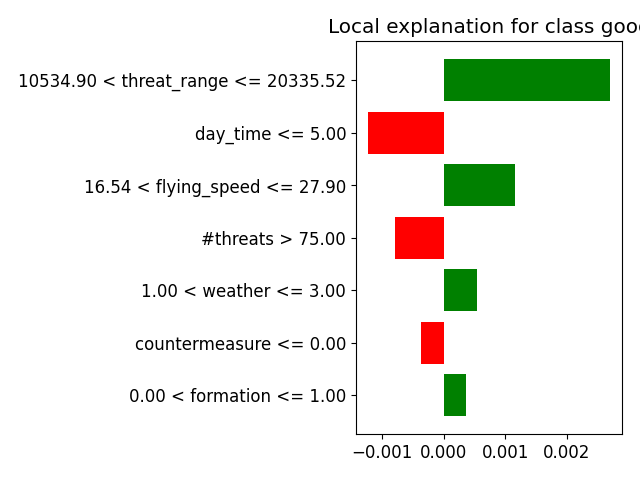 Local explanation for class good
10534.90 < threat_range <= 20335.52
day_time <= 5.00
16.54 < flying_speed <= 27.90
#threats > 75.00
1.00 < weather <= 3.00
countermeasure <= 0.00
0.00 < formation <= 1.00
−0.001 0.000 0.001 0.002